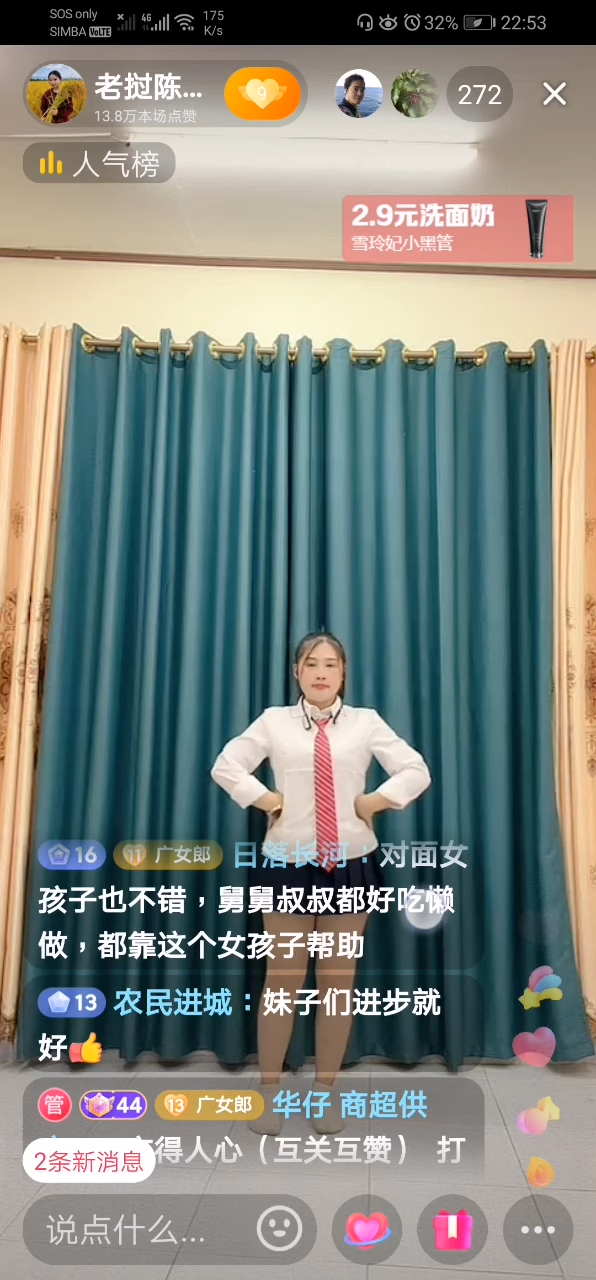 SOS only
SIMBA VoLTE
4G
175
K/s
32%
22:53
老挝陈...
13.8万本场点赞
9
272
人气榜
2.9元洗面奶
雪玲妃小黑管
16 11 广女郎 日落长河：对面女
孩子也不错，舅舅叔叔都好吃懒
做，都靠这个女孩子帮助
13 农民进城：妹子们进步就
好👍
管 44 13 广女郎 华仔 商超供
得人心（互关互赞） 打
2条新消息
说点什么...